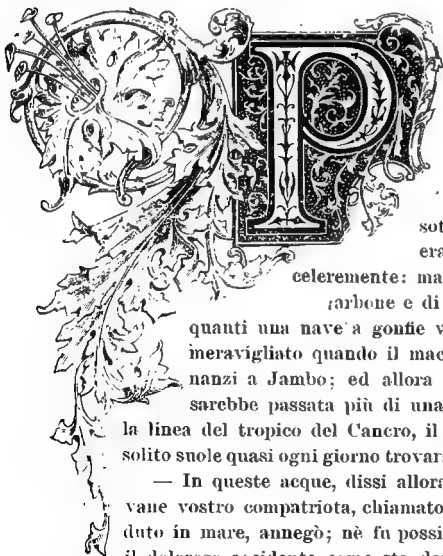 P
sot
era
celeremente: ma
arbone e di
quanti una nave a gonfie v
meravigliato quando il mac
nanzi a Jambo; ed allora
sarebbe passata più di una
la linea del tropico del Cancro, il
solito suole quasi ogni giorno trovar
— In queste acque, dissi allora
vane vostro compatriota, chiamato
duto in mare, annegò; nè fu possi